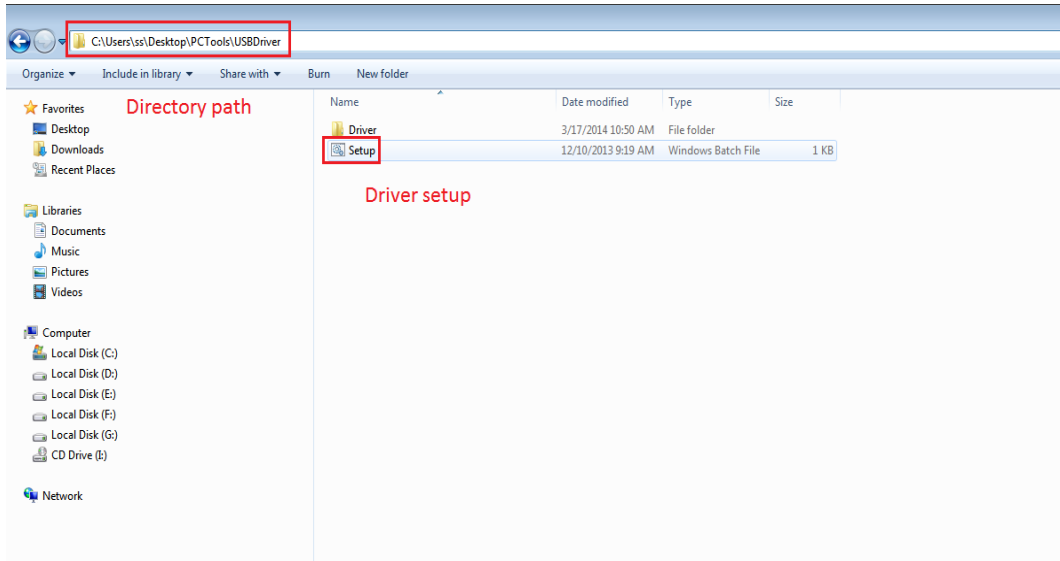 C:\Users\ss\Desktop\PCTools\USBDriver
Organize Include in library Share with Burn New folder
Directory path
Favorites
Desktop
Downloads
Recent Places
Libraries
Documents
Music
Pictures
Videos
Computer
Local Disk (C:)
Local Disk (D:)
Local Disk (E:)
Local Disk (F:)
Local Disk (G:)
CD Drive (I:)
Network
Name Date modified Type Size
Driver 3/17/2014 10:50 AM File folder
Setup 12/10/2013 9:19 AM Windows Batch File 1 KB
Driver setup